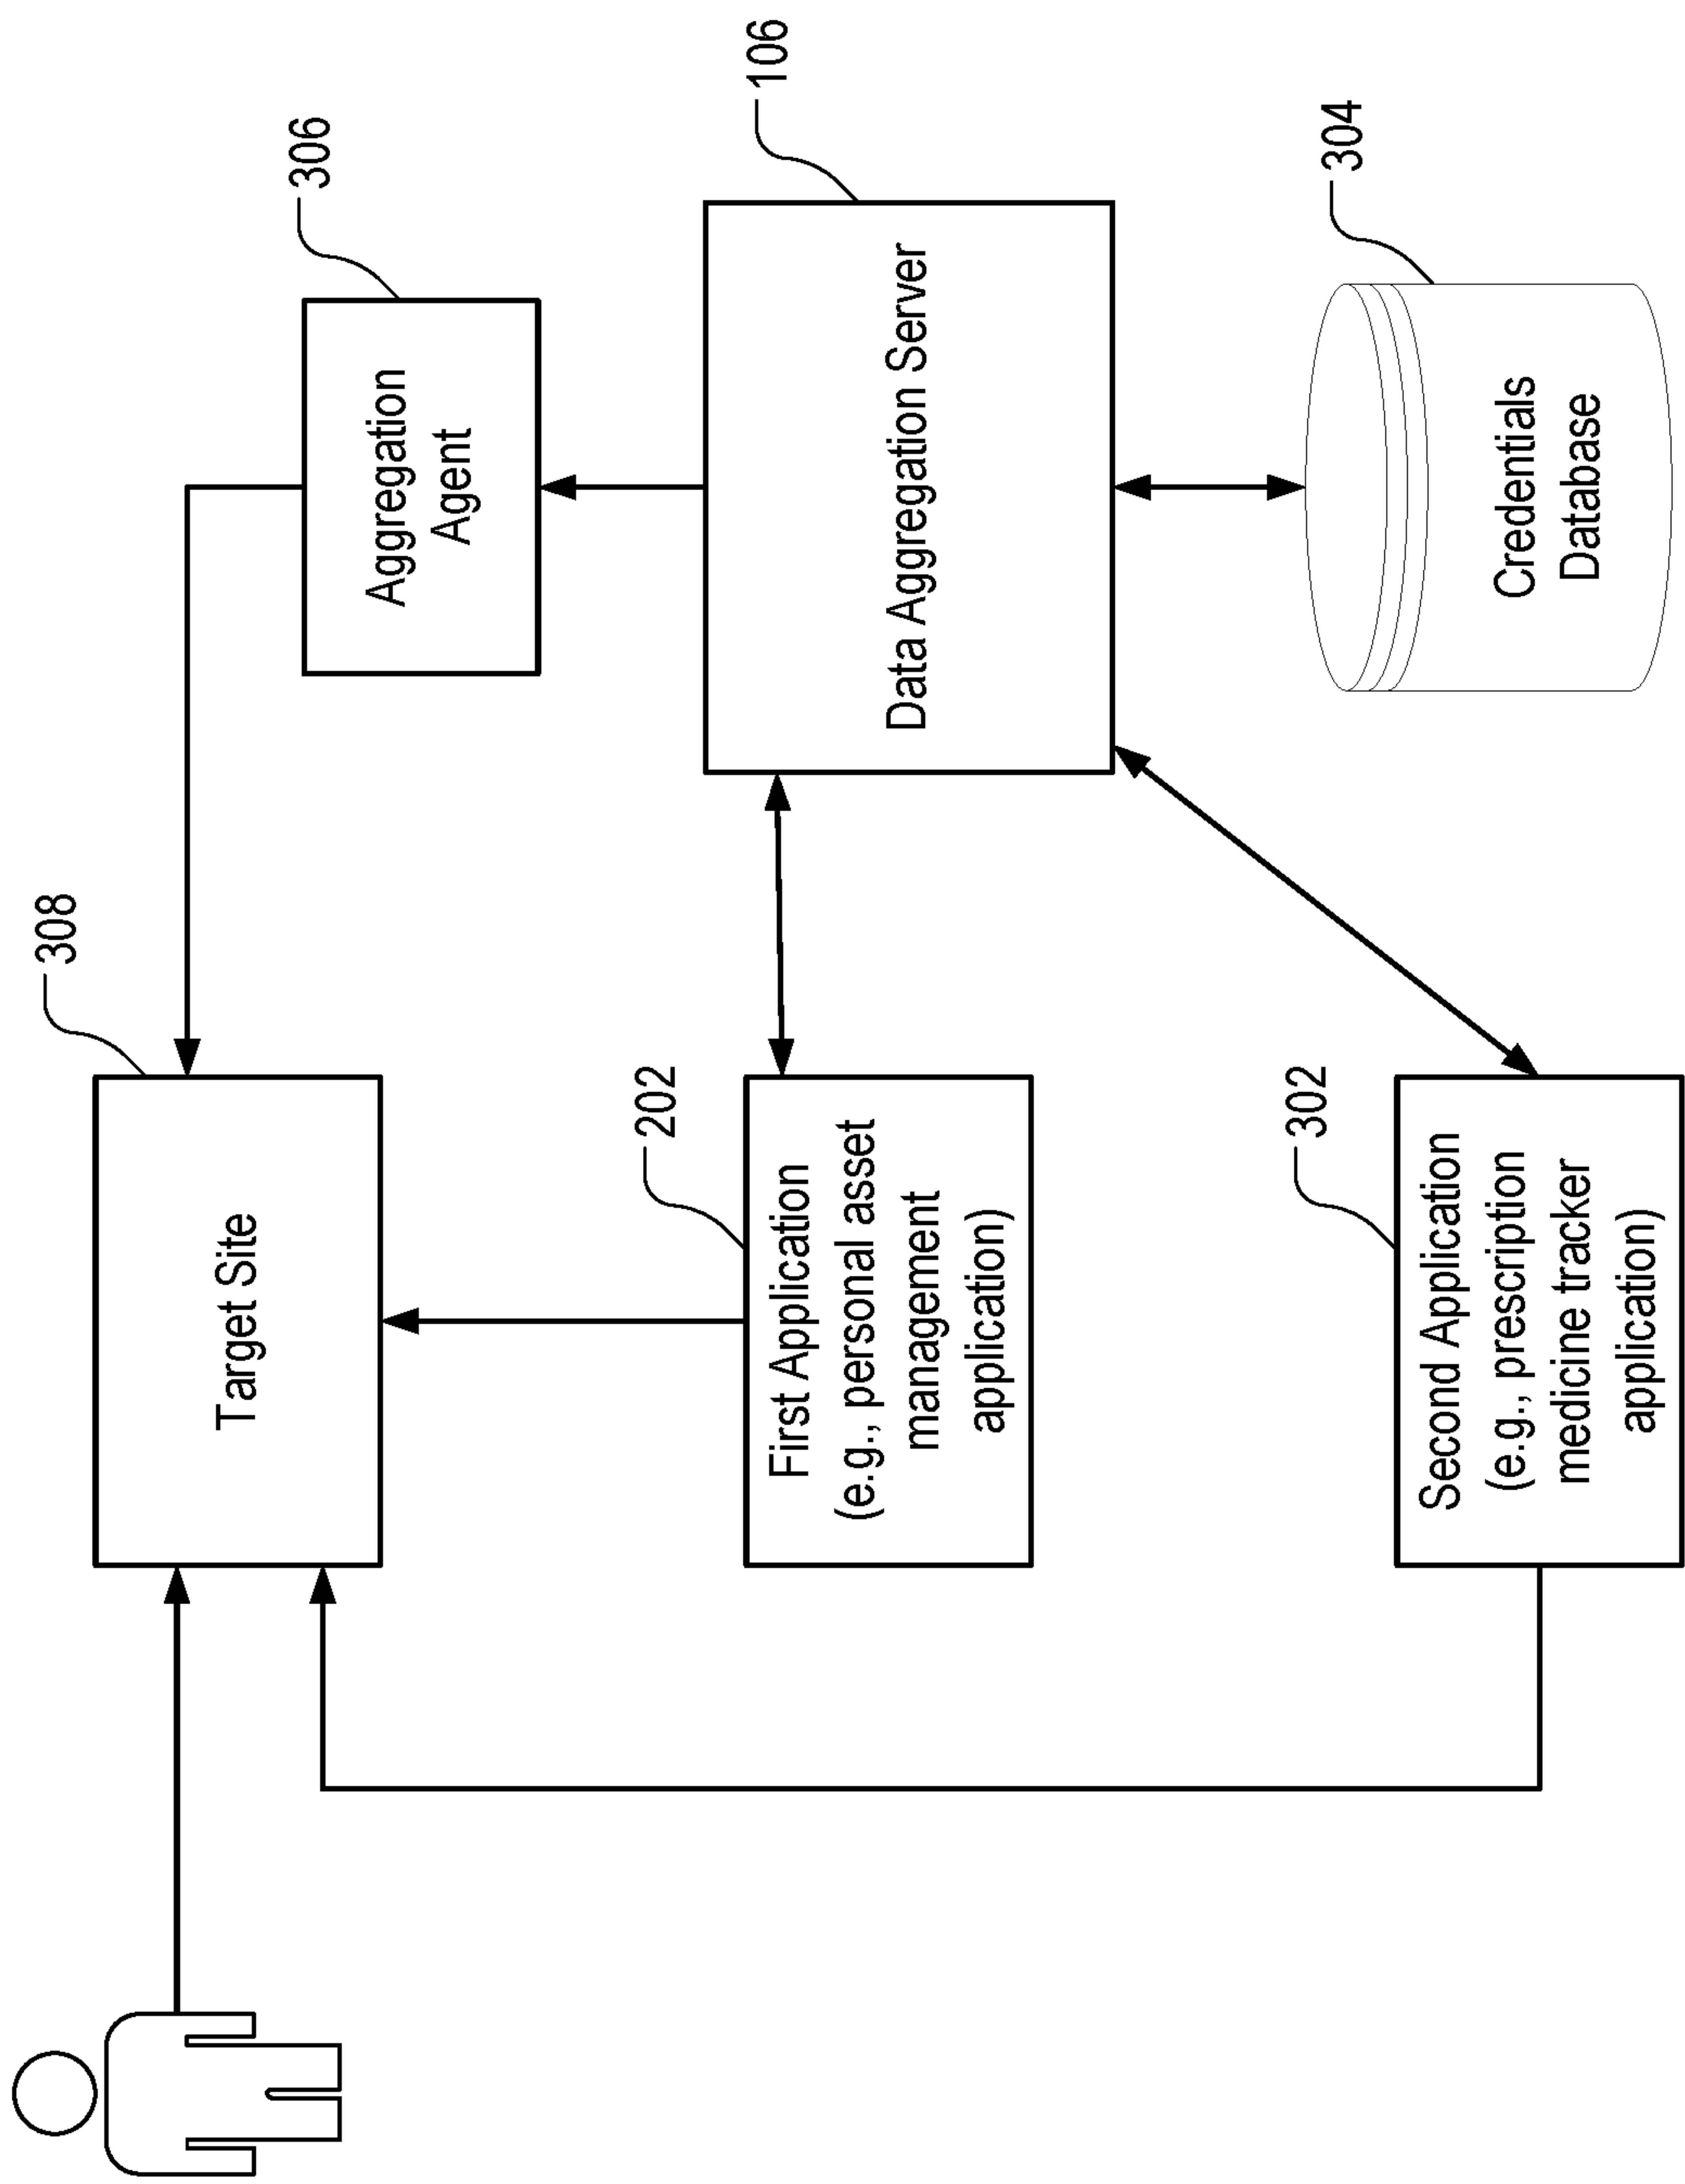 308
Target Site
306
Aggregation
Agent
202
First Application
(e.g., personal asset
management
application)
106
Data Aggregation Server
302
Second Application
(e.g., prescription
medicine tracker
application)
304
Credentials
Database